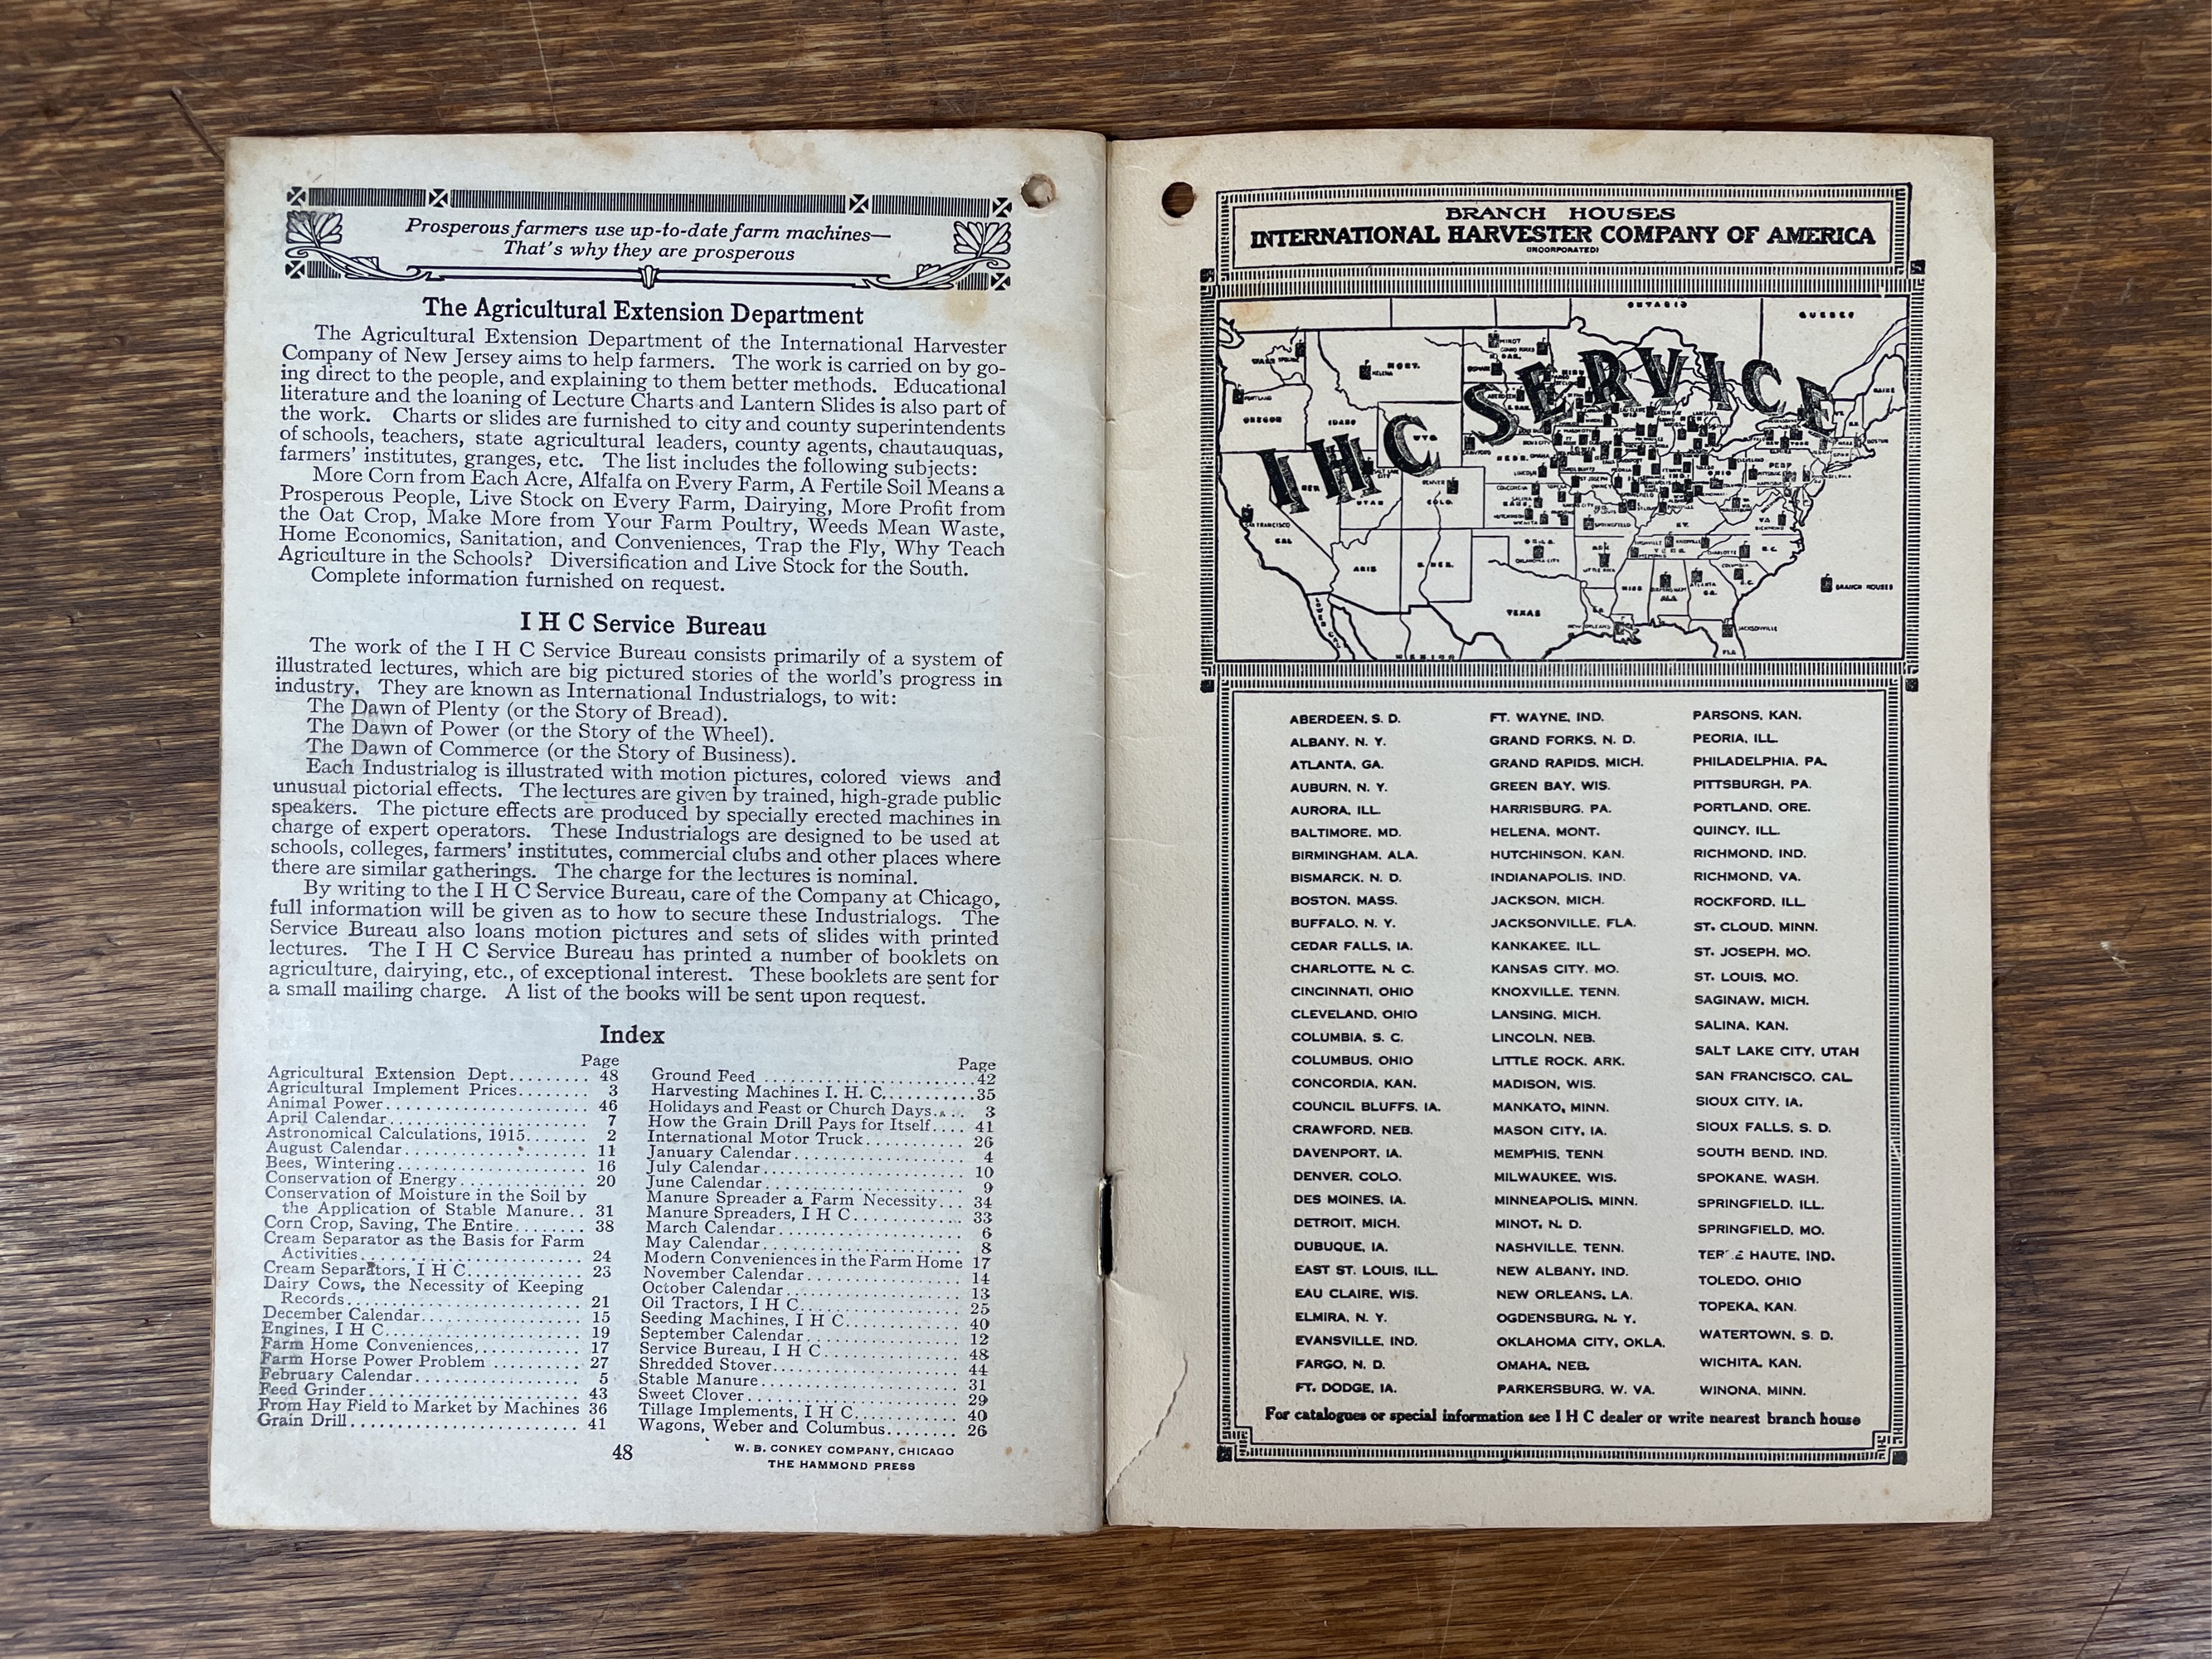 Prosperous farmers use up-to-date farm machines—
That's why they are prosperous
The Agricultural Extension Department
The Agricultural Extension Department of the International Harvester
Company of New Jersey aims to help farmers. The work is carried on by go-
ing direct to the people, and explaining to them better methods. Educational
literature and the loaning of Lecture Charts and Lantern Slides is also part of
the work. Charts or slides are furnished to city and county superintendents
of schools, teachers, state agricultural leaders, county agents, chautauquas,
farmers' institutes, granges, etc. The list includes the following subjects:
More Corn from Each Acre, Alfalfa on Every Farm, A Fertile Soil Means a
Prosperous People, Live Stock on Every Farm, Dairying, More Profit from
the Oat Crop, Make More from Your Farm Poultry, Weeds Mean Waste,
Home Economics, Sanitation, and Conveniences, Trap the Fly, Why Teach
Agriculture in the Schools? Diversification and Live Stock for the South.
Complete information furnished on request.
I H C Service Bureau
The work of the I H C Service Bureau consists primarily of a system of
illustrated lectures, which are big pictured stories of the world's progress in
industry. They are known as International Industrialogs, to wit:
The Dawn of Plenty (or the Story of Bread).
The Dawn of Power (or the Story of the Wheel).
The Dawn of Commerce (or the Story of Business).
Each Industrialog is illustrated with motion pictures, colored views and
unusual pictorial effects. The lectures are given by trained, high-grade public
speakers. The picture effects are produced by specially erected machines in
charge of expert operators. These Industrialogs are designed to be used at
schools, colleges, farmers' institutes, commercial clubs and other places where
there are similar gatherings. The charge for the lectures is nominal.
By writing to the I H C Service Bureau, care of the Company at Chicago,
full information will be given as to how to secure these Industrialogs. The
Service Bureau also loans motion pictures and sets of slides with printed
lectures. The I H C Service Bureau has printed a number of booklets on
agriculture, dairying, etc., of exceptional interest. These booklets are sent for
a small mailing charge. A list of the books will be sent upon request.
Index
Page
Agricultural Extension Dept........ 48
Agricultural Implement Prices........ 3
Animal Power........ 46
April Calendar........ 7
Astronomical Calculations, 1915....... 2
August Calendar........ 11
Bees, Wintering........ 16
Conservation of Energy........ 20
Conservation of Moisture in the Soil by
the Application of Stable Manure.. 31
Corn Crop, Saving, The Entire........ 38
Cream Separator as the Basis for Farm
Activities........ 24
Cream Separators, I H C........ 23
Dairy Cows, the Necessity of Keeping
Records........ 21
December Calendar........ 15
Engines, I H C........ 19
Farm Home Conveniences........ 17
Farm Horse Power Problem ........ 27
February Calendar........ 5
Feed Grinder........ 43
From Hay Field to Market by Machines 36
Grain Drill........ 41
Page
Ground Feed ........ 42
Harvesting Machines I. H. C........ 35
Holidays and Feast or Church Days.... 3
How the Grain Drill Pays for Itself.... 41
International Motor Truck........ 26
January Calendar........ 4
July Calendar........ 10
June Calendar........ 9
Manure Spreader a Farm Necessity... 34
Manure Spreaders, I H C........ 33
March Calendar........ 6
May Calendar........ 8
Modern Conveniences in the Farm Home 17
November Calendar........ 14
October Calendar........ 13
Oil Tractors, I H C........ 25
Seeding Machines, I H C........ 40
September Calendar........ 12
Service Bureau, I H C........ 48
Shredded Stover........ 44
Stable Manure........ 31
Sweet Clover........ 29
Tillage Implements, I H C........ 40
Wagons, Weber and Columbus........ 26
48
W. B. CONKEY COMPANY, CHICAGO
THE HAMMOND PRESS
BRANCH HOUSES
INTERNATIONAL HARVESTER COMPANY OF AMERICA
(INCORPORATED)
I H C SERVICE
ONTARIO
QUEBEC
MAINE
MINOT
HELENA
MONT.
PORTLAND
OREGON
IDAHO
WYO.
UTAH
COLO.
DENVER
CAL.
ARIZ
TEXAS
OKLAHOMA CITY
LITTLE ROCK
MISS
ALA
GA.
LA.
NEW ORLEANS
JACKSONVILLE
FLA
BOSTON
RICHMOND
CHARLOTTE
MEXICO
BRANCH HOUSES
ABERDEEN, S. D.
ALBANY, N. Y.
ATLANTA, GA.
AUBURN, N. Y.
AURORA, ILL.
BALTIMORE, MD.
BIRMINGHAM, ALA.
BISMARCK, N. D.
BOSTON, MASS.
BUFFALO, N. Y.
CEDAR FALLS, IA.
CHARLOTTE, N. C.
CINCINNATI, OHIO
CLEVELAND, OHIO
COLUMBIA, S. C.
COLUMBUS, OHIO
CONCORDIA, KAN.
COUNCIL BLUFFS, IA.
CRAWFORD, NEB.
DAVENPORT, IA.
DENVER, COLO.
DES MOINES, IA.
DETROIT, MICH.
DUBUQUE, IA.
EAST ST. LOUIS, ILL.
EAU CLAIRE, WIS.
ELMIRA, N. Y.
EVANSVILLE, IND.
FARGO, N. D.
FT. DODGE, IA.
FT. WAYNE, IND.
GRAND FORKS, N. D.
GRAND RAPIDS, MICH.
GREEN BAY, WIS.
HARRISBURG, PA.
HELENA, MONT.
HUTCHINSON, KAN.
INDIANAPOLIS, IND.
JACKSON, MICH.
JACKSONVILLE, FLA.
KANKAKEE, ILL.
KANSAS CITY, MO.
KNOXVILLE, TENN.
LANSING, MICH.
LINCOLN, NEB.
LITTLE ROCK, ARK.
MADISON, WIS.
MANKATO, MINN.
MASON CITY, IA.
MEMPHIS, TENN
MILWAUKEE, WIS.
MINNEAPOLIS, MINN.
MINOT, N. D.
NASHVILLE, TENN.
NEW ALBANY, IND.
NEW ORLEANS, LA.
OGDENSBURG, N. Y.
OKLAHOMA CITY, OKLA.
OMAHA, NEB.
PARKERSBURG, W. VA.
PARSONS, KAN.
PEORIA, ILL.
PHILADELPHIA, PA.
PITTSBURGH, PA.
PORTLAND, ORE.
QUINCY, ILL.
RICHMOND, IND.
RICHMOND, VA.
ROCKFORD, ILL.
ST. CLOUD, MINN.
ST. JOSEPH, MO.
ST. LOUIS, MO.
SAGINAW, MICH.
SALINA, KAN.
SALT LAKE CITY, UTAH
SAN FRANCISCO, CAL.
SIOUX CITY, IA.
SIOUX FALLS, S. D.
SOUTH BEND, IND.
SPOKANE, WASH.
SPRINGFIELD, ILL.
SPRINGFIELD, MO.
TERRE HAUTE, IND.
TOLEDO, OHIO
TOPEKA, KAN.
WATERTOWN, S. D.
WICHITA, KAN.
WINONA, MINN.
For catalogues or special information see I H C dealer or write nearest branch house